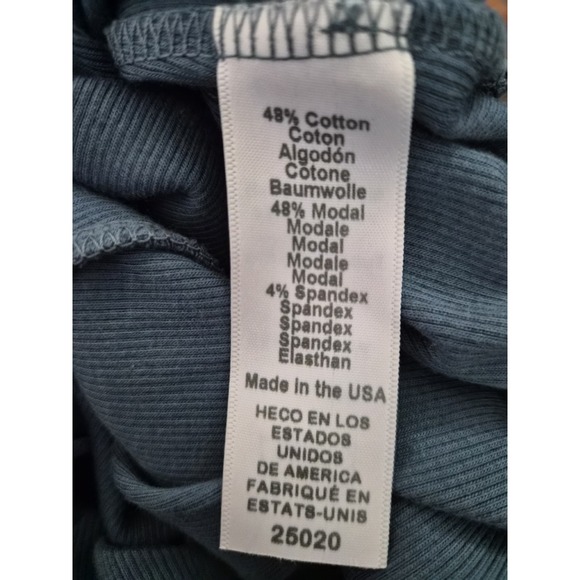 48% Cotton
Coton
Algodón
Cotone
Baumwolle
48% Modal
Modale
Modal
Modale
Modal
4% Spandex
Spandex
Spandex
Spandex
Elasthan
Made in the USA
HECO EN LOS
ESTADOS
UNIDOS
DE AMERICA
FABRIQUÉ EN
ESTATS-UNIS
25020